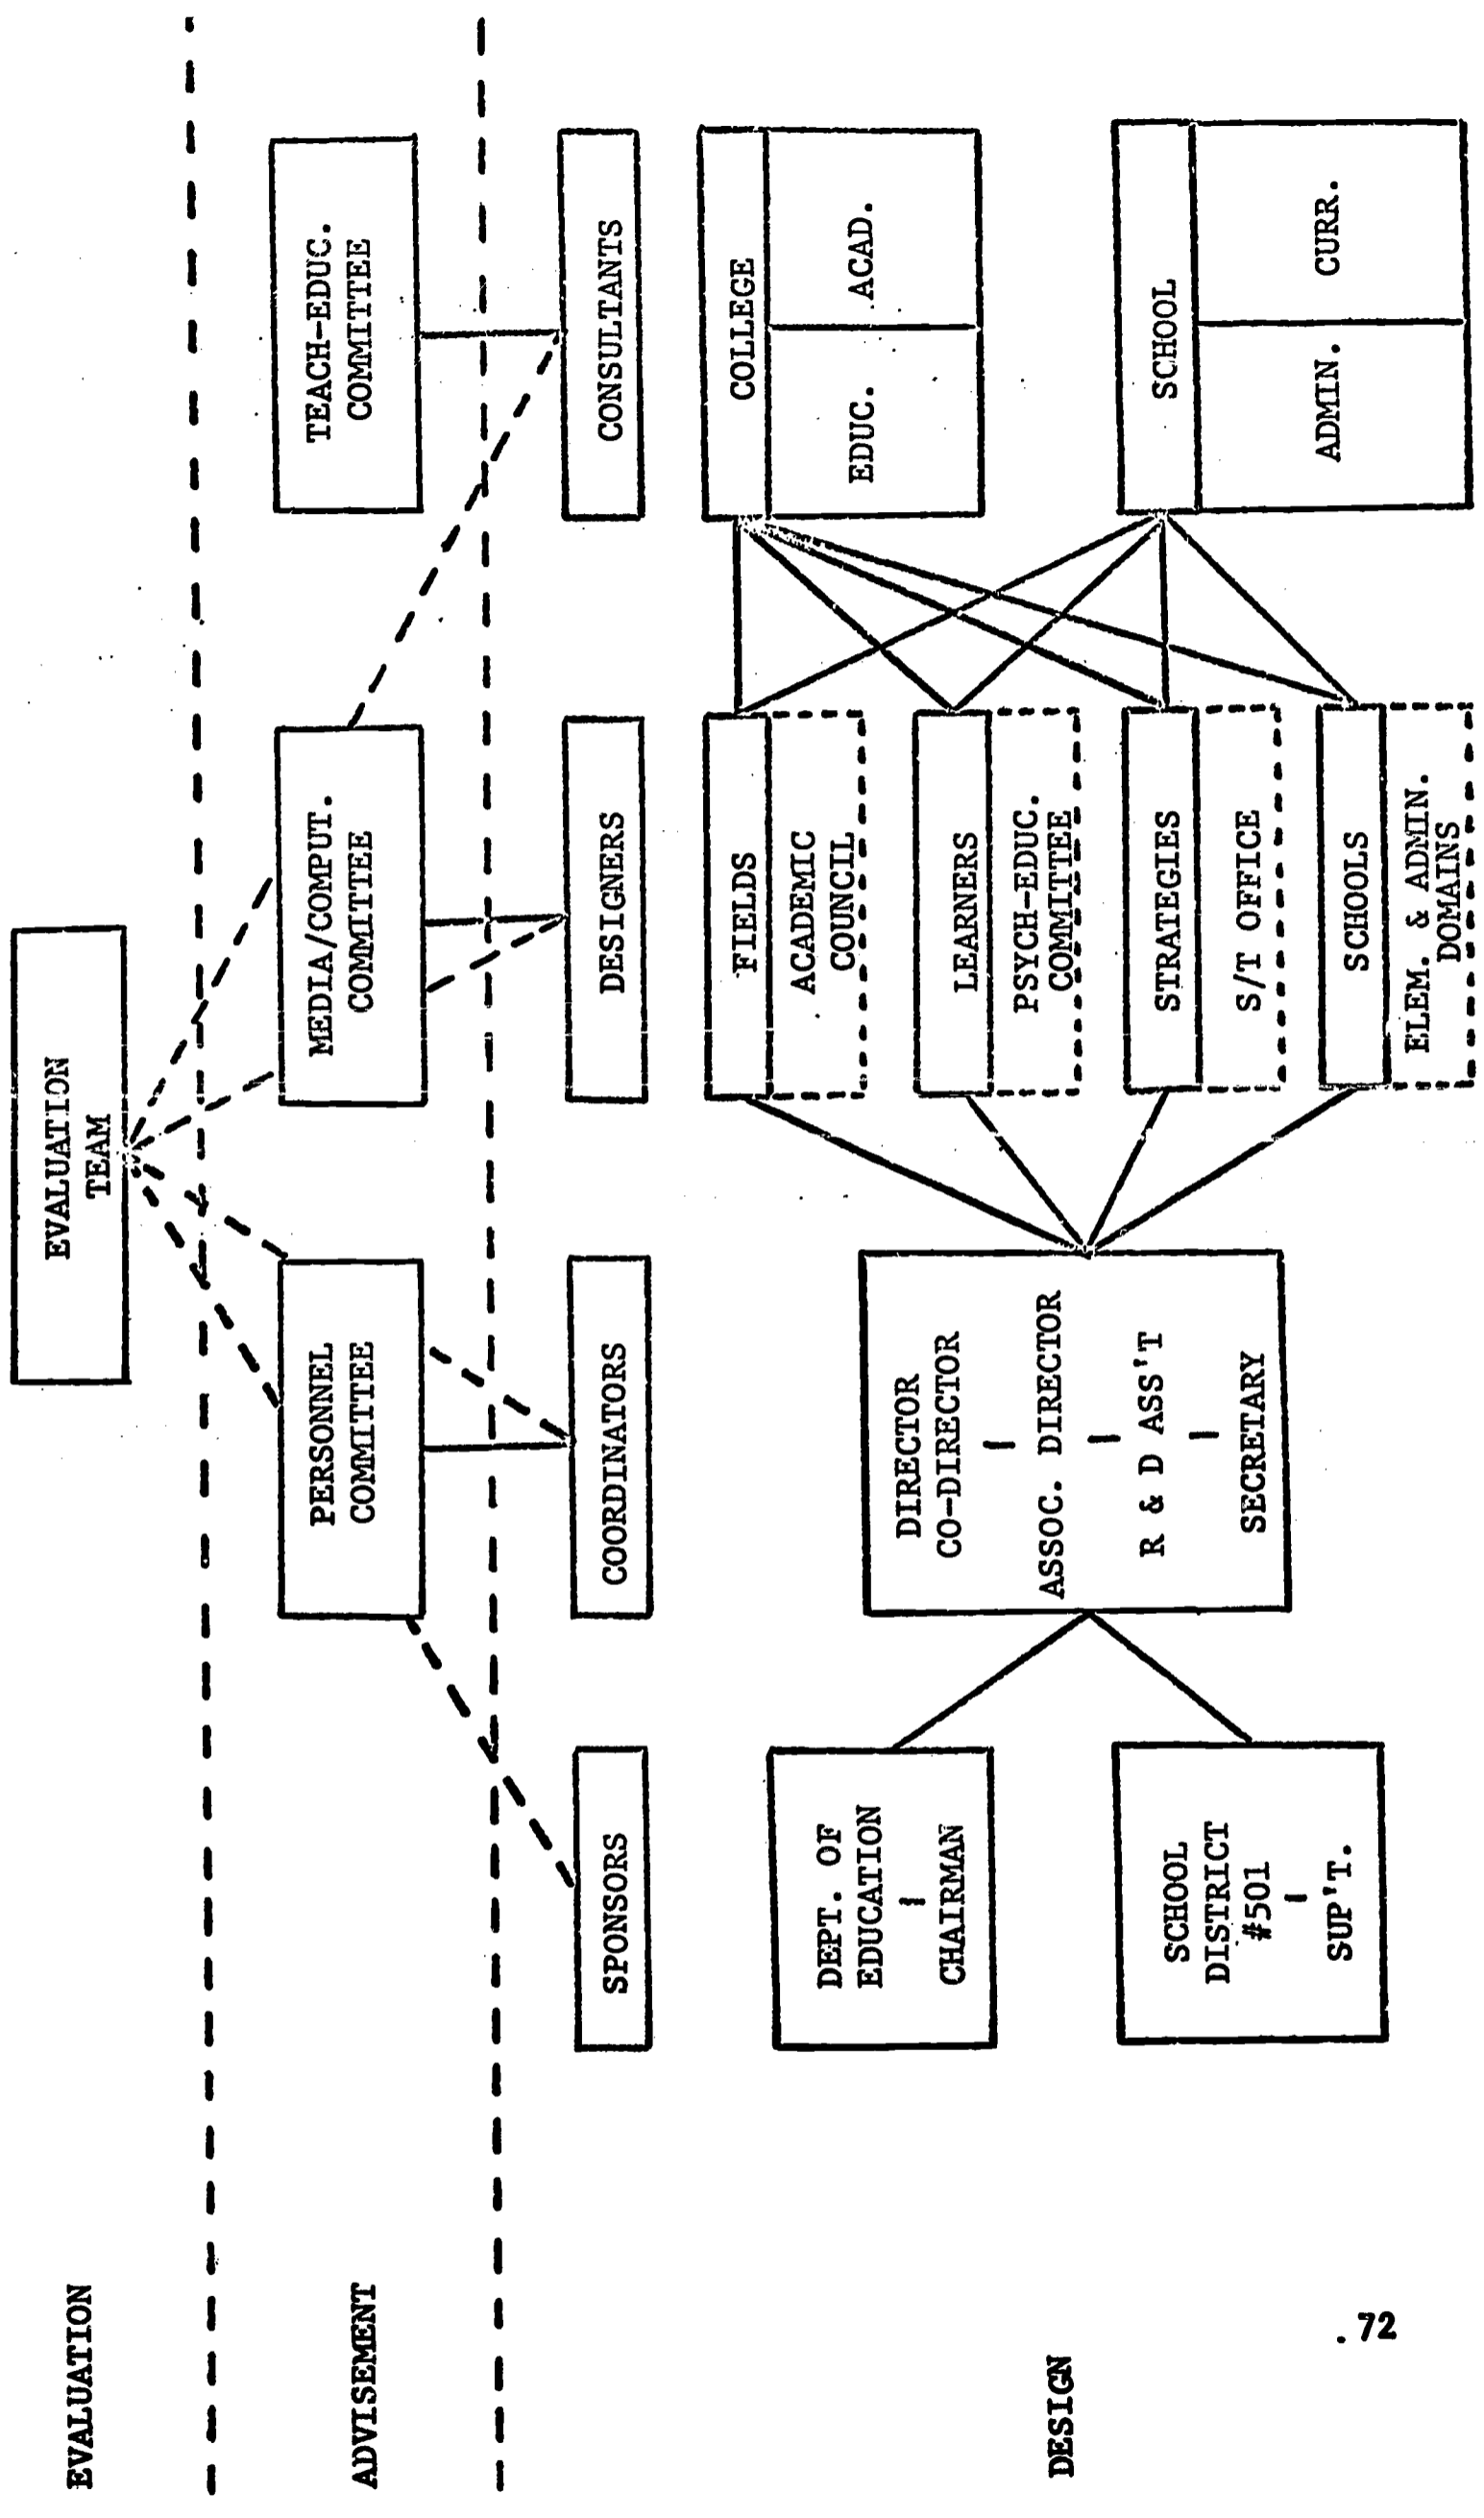 EVALUATION
EVALUATION
TEAM
ADVISEMENT
PERSONNEL
COMMITTEE
MEDIA/COMPUT.
COMMITTEE
TEACH-EDUC.
COMMITTEE
DESIGN
SPONSORS
COORDINATORS
DESIGNERS
CONSULTANTS
DEPT. OF
EDUCATION
CHAIRMAN
SCHOOL
DISTRICT
#501
SUP'T.
DIRECTOR
CO-DIRECTOR
ASSOC. DIRECTOR
R & D ASS'T
SECRETARY
FIELDS
ACADEMIC
COUNCIL
LEARNERS
PSYCH-EDUC.
COMMITTEE
STRATEGIES
S/T OFFICE
SCHOOLS
ELEM. & ADMIN.
DOMAINS
COLLEGE
EDUC.
ACAD.
SCHOOL
ADMIN.
CURR.
72